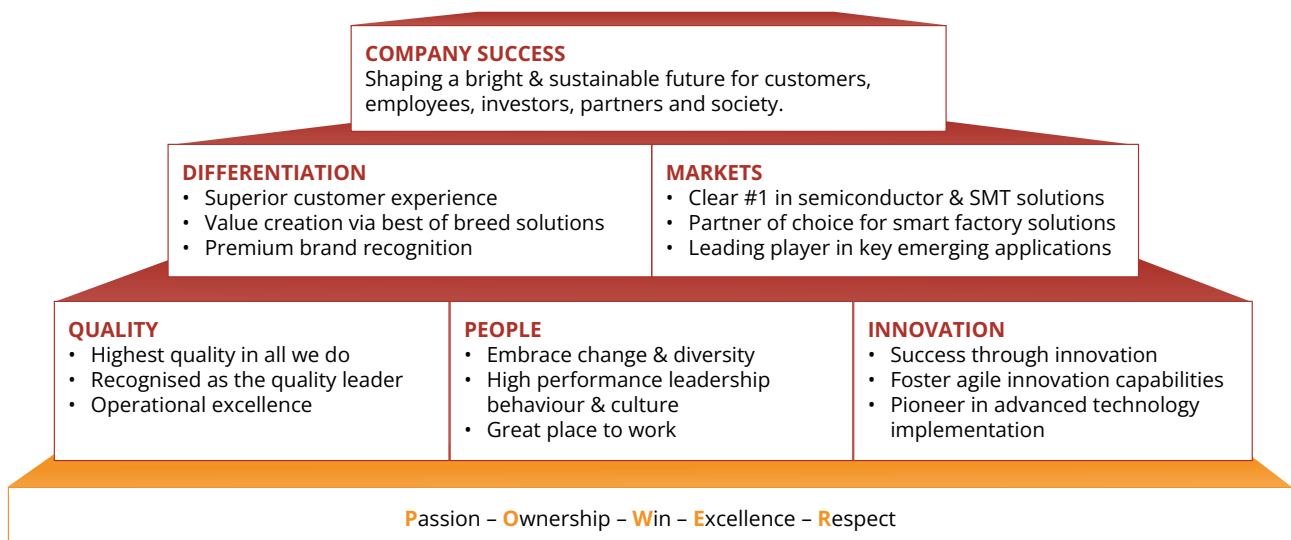 COMPANY SUCCESS
Shaping a bright & sustainable future for customers,
employees, investors, partners and society.
DIFFERENTIATION
• Superior customer experience
• Value creation via best of breed solutions
• Premium brand recognition
MARKETS
• Clear #1 in semiconductor & SMT solutions
• Partner of choice for smart factory solutions
• Leading player in key emerging applications
QUALITY
• Highest quality in all we do
• Recognised as the quality leader
• Operational excellence
PEOPLE
• Embrace change & diversity
• High performance leadership
behaviour & culture
• Great place to work
INNOVATION
• Success through innovation
• Foster agile innovation capabilities
• Pioneer in advanced technology
implementation
Passion – Ownership – Win – Excellence – Respect